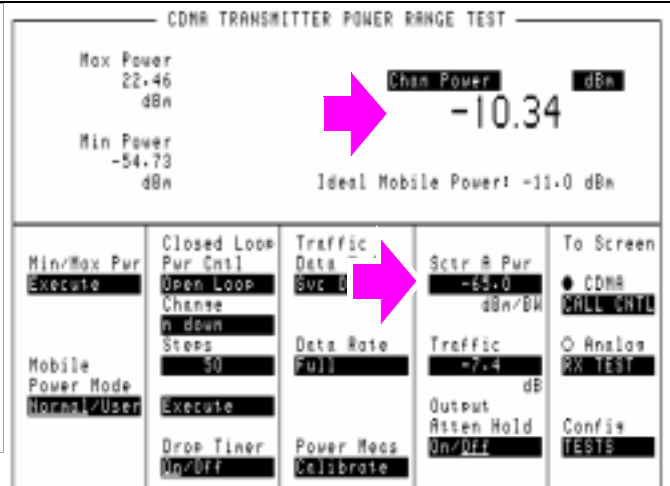 CDMA TRANSMITTER POWER RANGE TEST
Max Power
22.46
dBm
Min Power
-54.73
dBm
Chan Power
dBm
-10.34
Ideal Mobile Power: -11.0 dBm
Min/Max Pwr
Execute
Mobile
Power Mode
Normal/User
Closed Loop
Pwr Cntl
Open Loop
Change
n down
Steps
50
Execute
Drop Timer
On/Off
Traffic
Data
Svc
Data Rate
Full
Power Meas
Calibrate
Sctr A Pwr
-65.0
dBm/BW
Traffic
-7.4
dB
Output
Atten Hold
On/Off
To Screen
CDMA
CALL CNTL
Analog
RX TEST
Config
TESTS